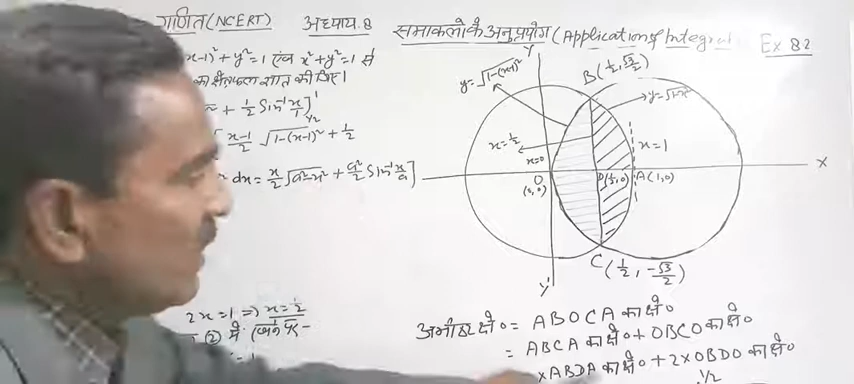 गणित (NCERT) अध्याय. 8 समाकलों के अनुप्रयोग (Application of Integral Ex 8.2
x-1)² + y² = 1 एवं x² + y² = 1 से
का क्षेत्रफल ज्ञात कीजिए।
+ 1/2 Sin⁻¹ x/1]¹
x-1/2 √1-(x-1)² + 1/2
dx = x/2 √a²-x² + a²/2 Sin⁻¹ x/a]
2x = 1 => x = 1/2
② में
Y
B(1/2, √3/2)
y = √1-(x-1)²
y = √1-x²
x = 1/2
x = 0
x = 1
X
O
(0,0)
D(1/2,0)
A(1,0)
C(1/2, -√3/2)
Y'
अभीष्ट क्षे० = ABOCA का क्षे०
= ABCA का क्षे० + OBCO का क्षे०
×ABDA का क्षे० + 2×OBDO का क्षे०
1/2